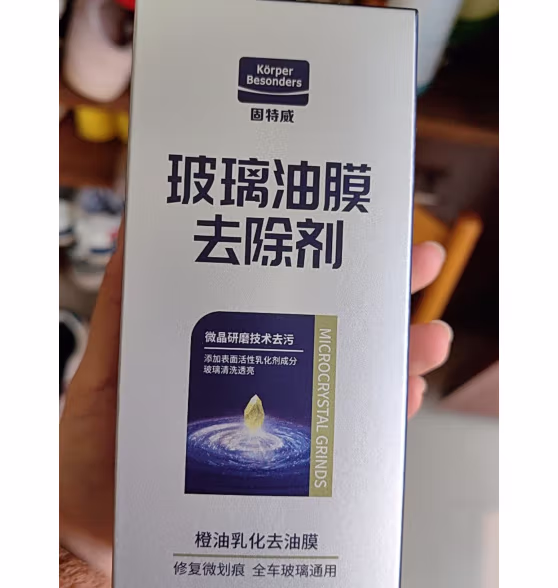 Körper
Besonders
固特威
玻璃油膜
去除剂
微晶研磨技术去污
添加表面活性乳化剂成分
玻璃清洗透亮
MICROCRYSTAL GRINDS
橙油乳化去油膜
修复微划痕 全车玻璃通用